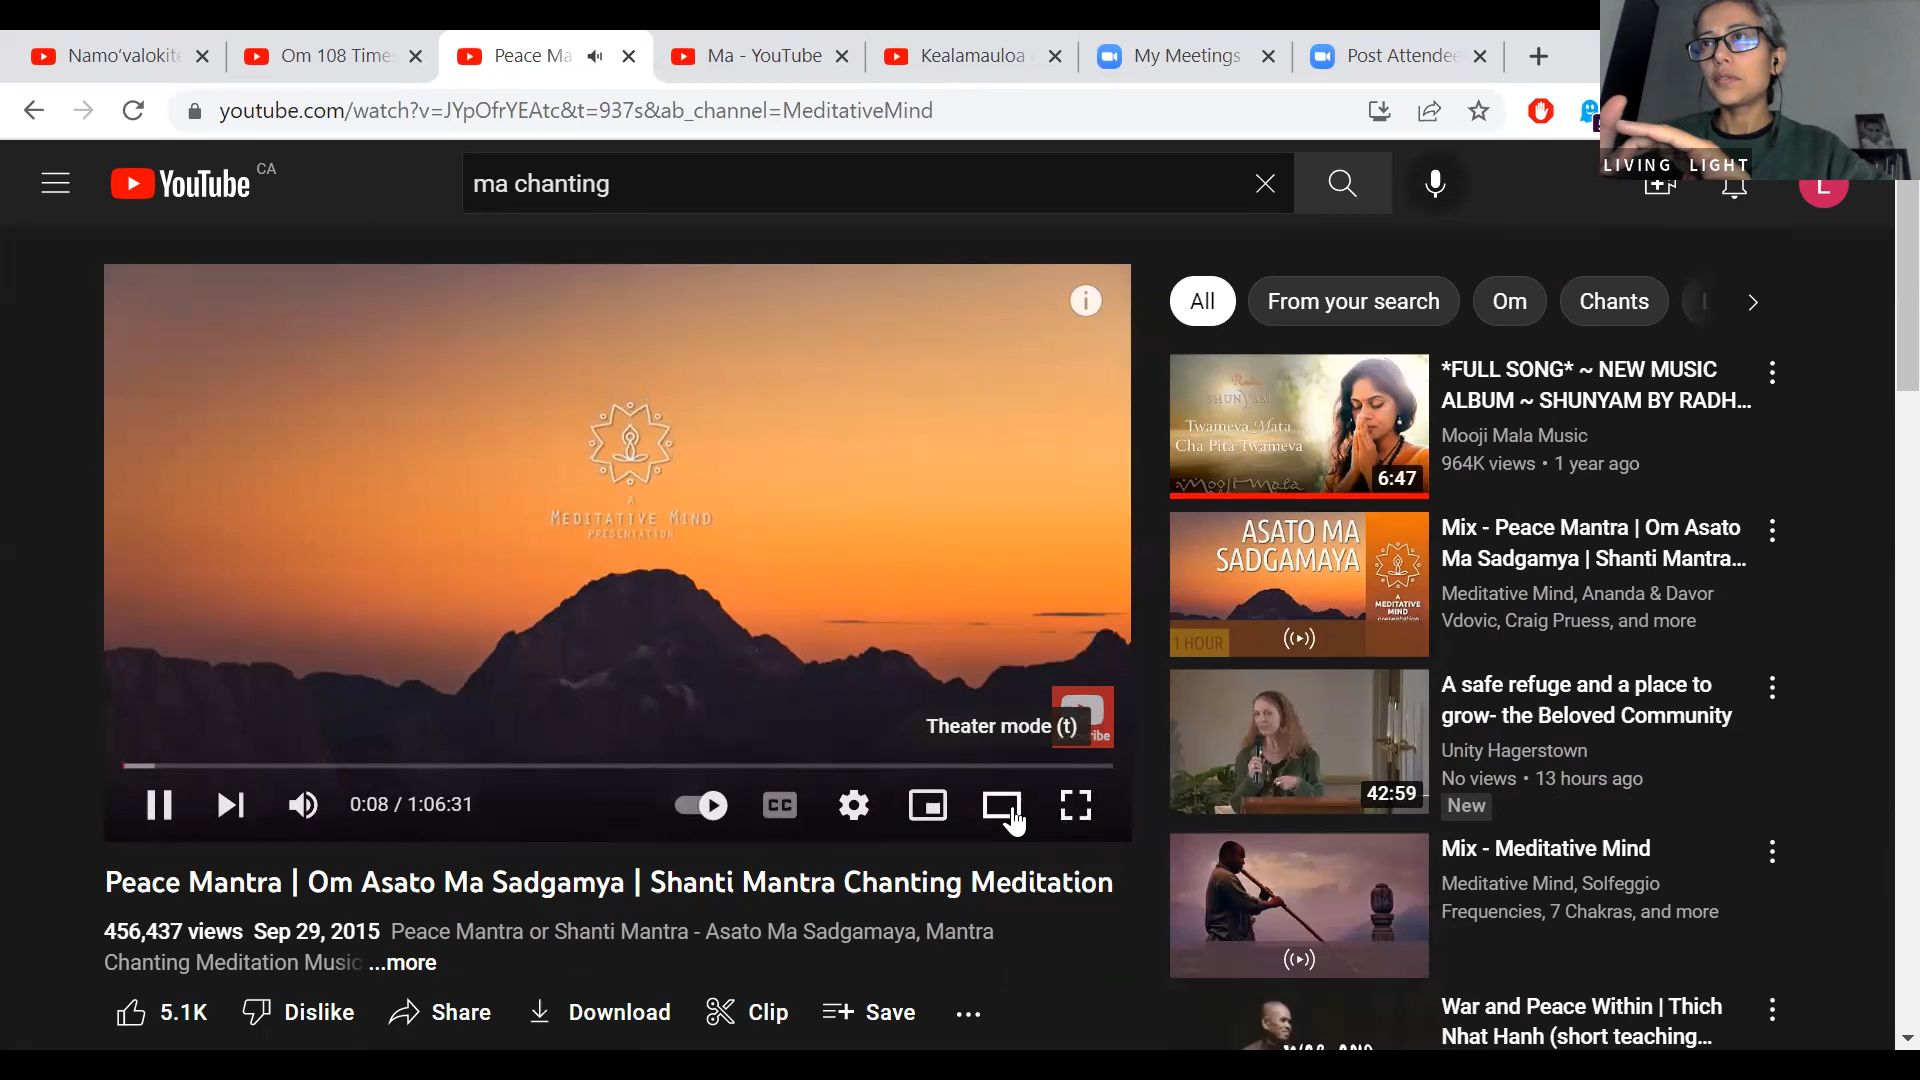 Namo'valokite
Om 108 Time
Peace Ma
Ma - YouTube
Kealamauloa
My Meetings
Post Attendee
youtube.com/watch?v=JYpOfrYEAtc&t=937s&ab_channel=MeditativeMind
LIVING LIGHT
YouTube CA
ma chanting
L
A
MEDITATIVE MIND
PRESENTATION
Theater mode (t)
0:08 / 1:06:31
CC
Peace Mantra | Om Asato Ma Sadgamya | Shanti Mantra Chanting Meditation
456,437 views Sep 29, 2015 Peace Mantra or Shanti Mantra - Asato Ma Sadgamaya, Mantra
Chanting Meditation Music ...more
5.1K Dislike Share Download Clip Save
All From your search Om Chants
SHUNYAM
Twameva Mata
Cha Pita Twameva
Mooji Mala
6:47
*FULL SONG* ~ NEW MUSIC
ALBUM ~ SHUNYAM BY RADH...
Mooji Mala Music
964K views • 1 year ago
ASATO MA
SADGAMAYA
A
MEDITATIVE
MIND
presentation
1 HOUR
Mix - Peace Mantra | Om Asato
Ma Sadgamya | Shanti Mantra...
Meditative Mind, Ananda & Davor
Vdovic, Craig Pruess, and more
42:59
A safe refuge and a place to
grow- the Beloved Community
Unity Hagerstown
No views • 13 hours ago
New
Mix - Meditative Mind
Meditative Mind, Solfeggio
Frequencies, 7 Chakras, and more
War and Peace Within | Thich
Nhat Hanh (short teaching...